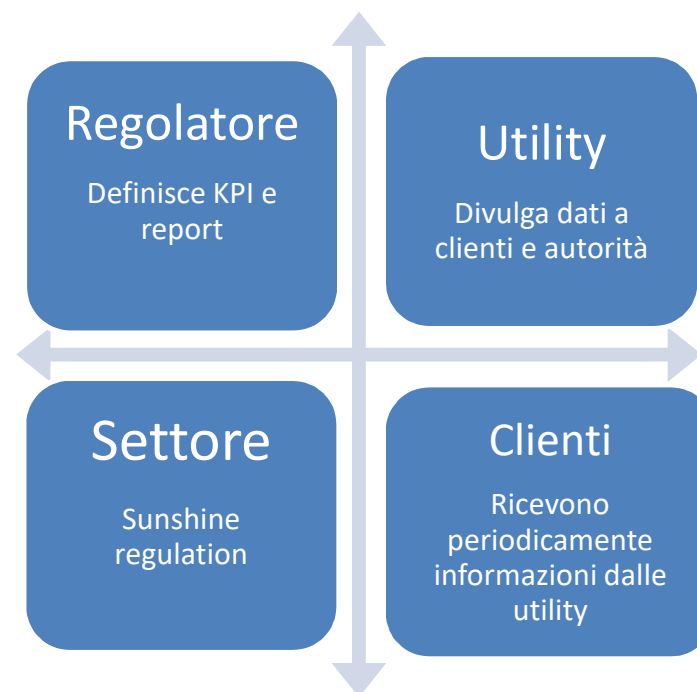 Regolatore
Definisce KPI e
report
Utility
Divulga dati a
clienti e autorità
Settore
Sunshine
regulation
Clienti
Ricevono
periodicamente
informazioni dalle
utility